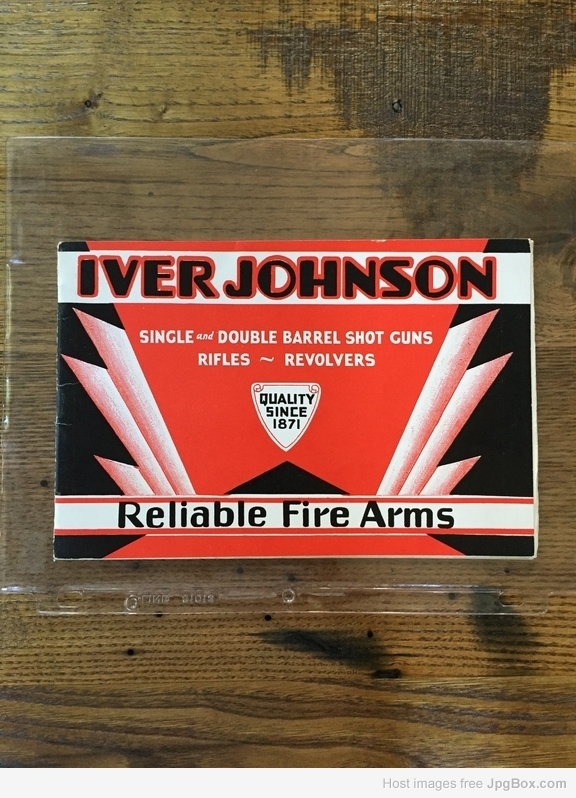 IVER JOHNSON
SINGLE and DOUBLE BARREL SHOT GUNS
RIFLES ~ REVOLVERS
QUALITY
SINCE
1871
Reliable Fire Arms
Host images free JpgBox.com